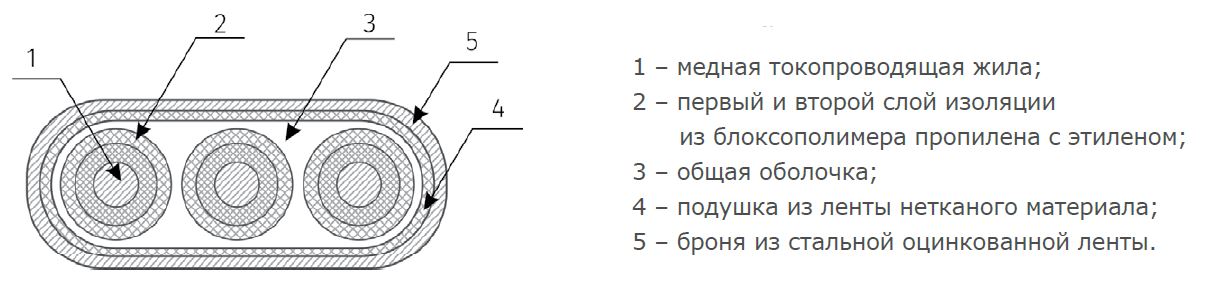 1
2
3
5
4
1 – медная токопроводящая жила;
2 – первый и второй слой изоляции
из блоксополимера пропилена с этиленом;
3 – общая оболочка;
4 – подушка из ленты нетканого материала;
5 – броня из стальной оцинкованной ленты.